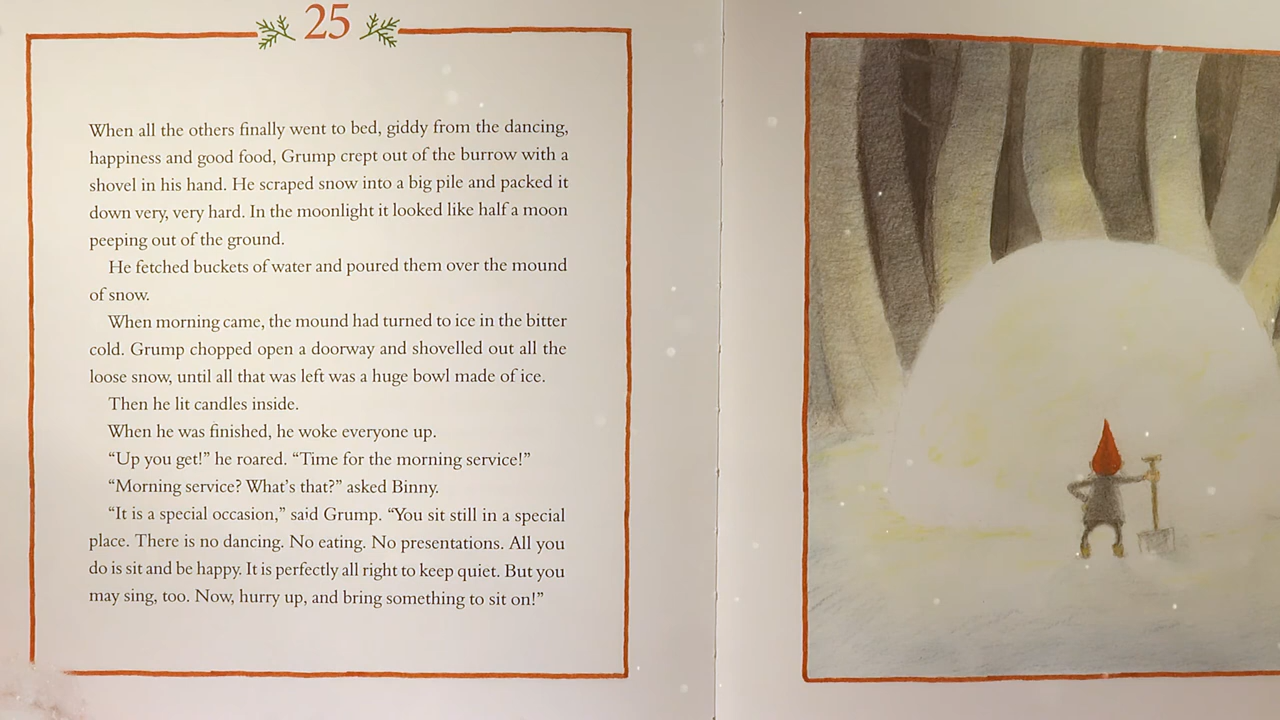 25
When all the others finally went to bed, giddy from the dancing,
happiness and good food, Grump crept out of the burrow with a
shovel in his hand. He scraped snow into a big pile and packed it
down very, very hard. In the moonlight it looked like half a moon
peeping out of the ground.
He fetched buckets of water and poured them over the mound
of snow.
When morning came, the mound had turned to ice in the bitter
cold. Grump chopped open a doorway and shovelled out all the
loose snow, until all that was left was a huge bowl made of ice.
Then he lit candles inside.
When he was finished, he woke everyone up.
“Up you get!” he roared. “Time for the morning service!”
“Morning service? What’s that?” asked Binny.
“It is a special occasion,” said Grump. “You sit still in a special
place. There is no dancing. No eating. No presentations. All you
do is sit and be happy. It is perfectly all right to keep quiet. But you
may sing, too. Now, hurry up, and bring something to sit on!”